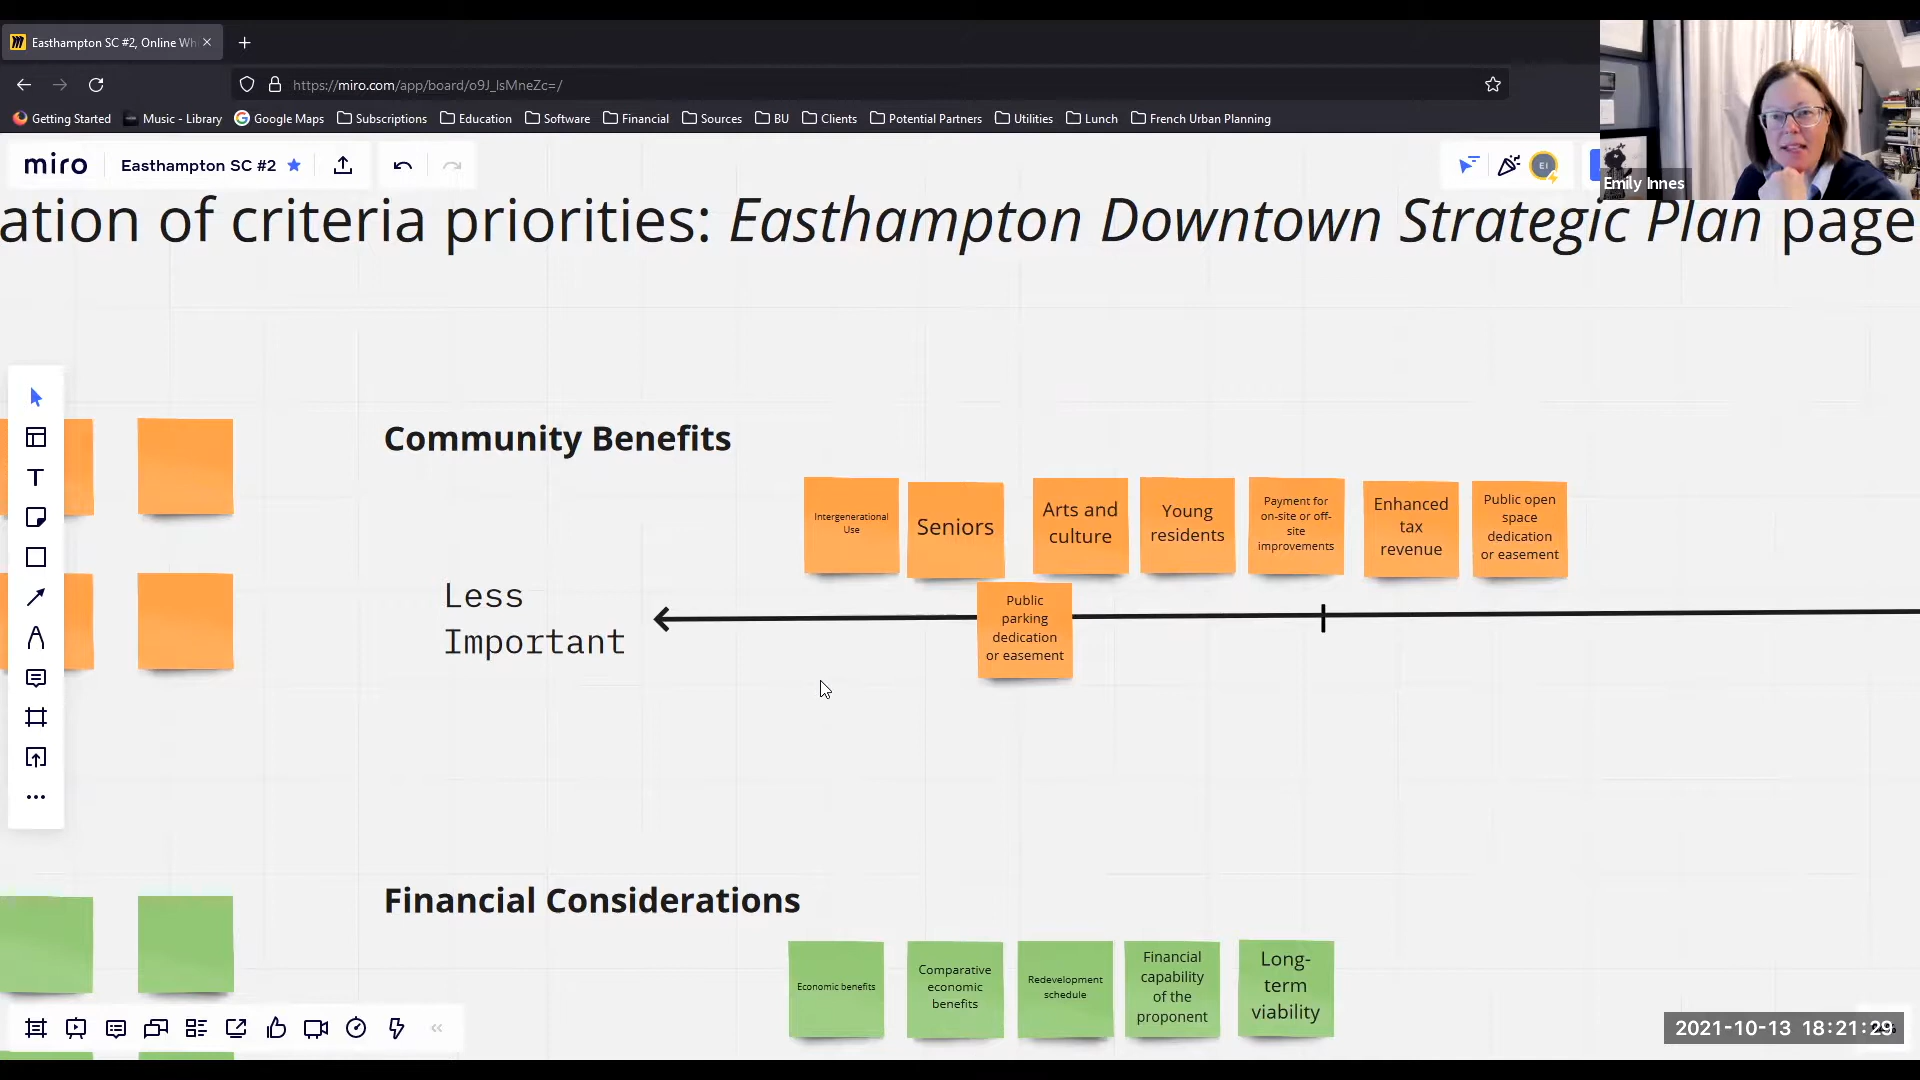 Easthampton SC #2, Online Wh
https://miro.com/app/board/o9J_lsMneZc=/
Getting Started
Music - Library
Google Maps
Subscriptions
Education
Software
Financial
Sources
BU
Clients
Potential Partners
Utilities
Lunch
French Urban Planning
miro
Easthampton SC #2
EI
Emily Innes
ation of criteria priorities: Easthampton Downtown Strategic Plan page
Community Benefits
Intergenerational
Use
Seniors
Arts and
culture
Young
residents
Payment for
on-site or off-
site
improvements
Enhanced
tax
revenue
Public open
space
dedication
or easement
Less
Important
Public
parking
dedication
or easement
Financial Considerations
Economic benefits
Comparative
economic
benefits
Redevelopment
schedule
Financial
capability
of the
proponent
Long-
term
viability
2021-10-13 18:21:29